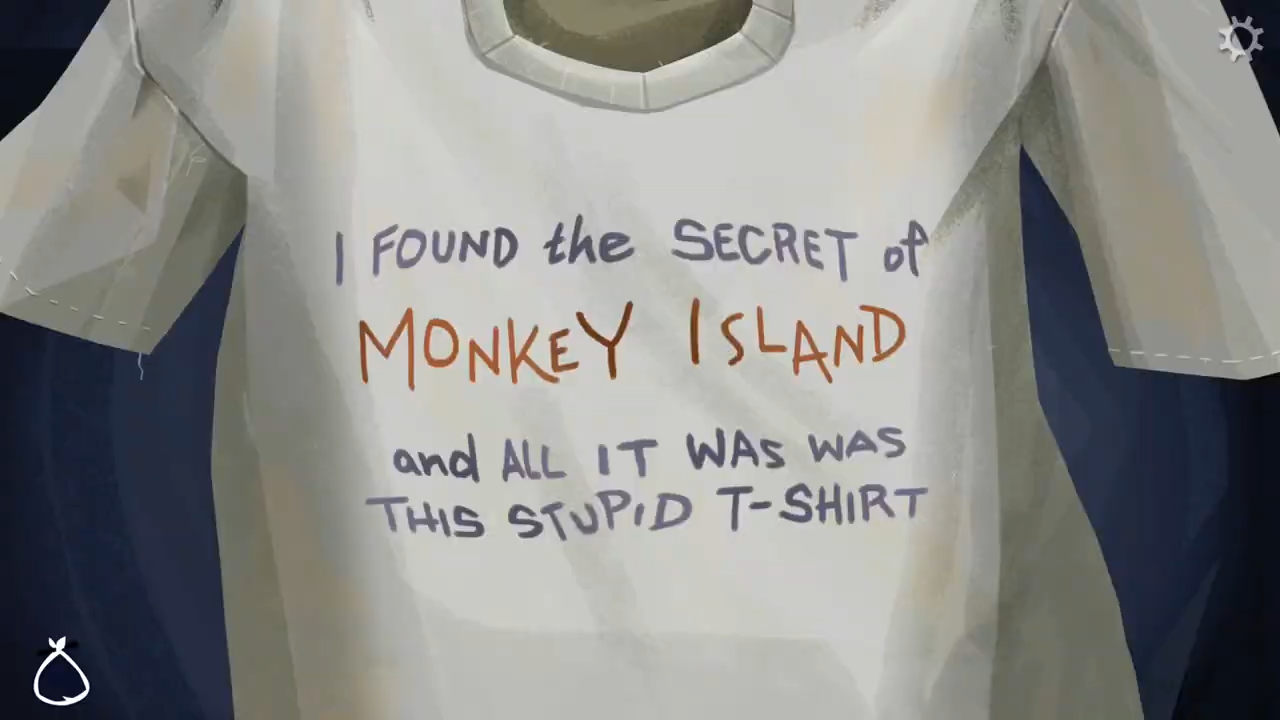 I FOUND the SECRET of
MONKEY ISLAND
and ALL IT WAS WAS
THIS STUPID T-SHIRT